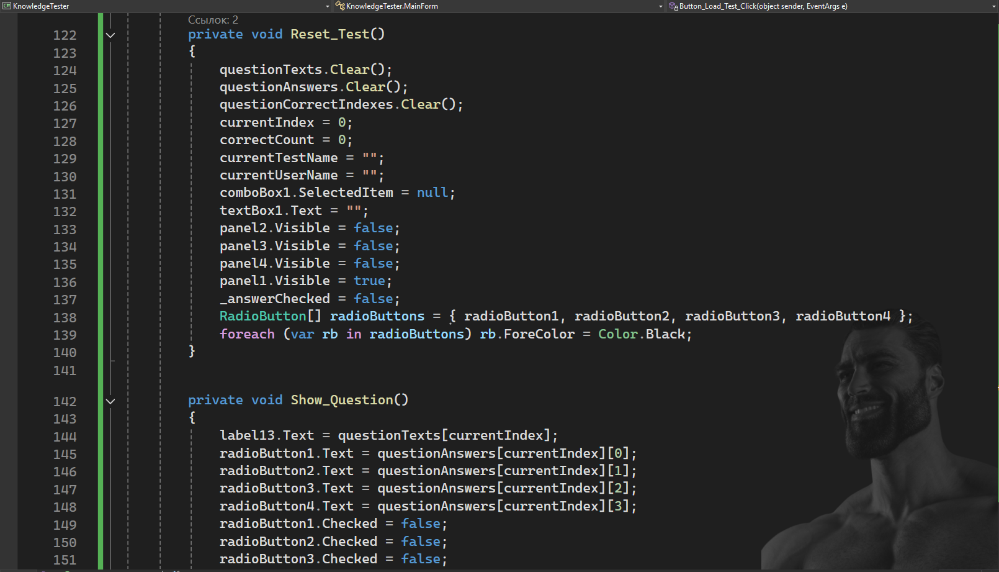 KnowledgeTester KnowledgeTester.MainForm Button_Load_Test_Click(object sender, EventArgs e)
Ссылок: 2
122 private void Reset_Test()
123 {
124 questionTexts.Clear();
125 questionAnswers.Clear();
126 questionCorrectIndexes.Clear();
127 currentIndex = 0;
128 correctCount = 0;
129 currentTestName = "";
130 currentUserName = "";
131 comboBox1.SelectedItem = null;
132 textBox1.Text = "";
133 panel2.Visible = false;
134 panel3.Visible = false;
135 panel4.Visible = false;
136 panel1.Visible = true;
137 _answerChecked = false;
138 RadioButton[] radioButtons = { radioButton1, radioButton2, radioButton3, radioButton4 };
139 foreach (var rb in radioButtons) rb.ForeColor = Color.Black;
140 }
141
142 private void Show_Question()
143 {
144 label13.Text = questionTexts[currentIndex];
145 radioButton1.Text = questionAnswers[currentIndex][0];
146 radioButton2.Text = questionAnswers[currentIndex][1];
147 radioButton3.Text = questionAnswers[currentIndex][2];
148 radioButton4.Text = questionAnswers[currentIndex][3];
149 radioButton1.Checked = false;
150 radioButton2.Checked = false;
151 radioButton3.Checked = false;